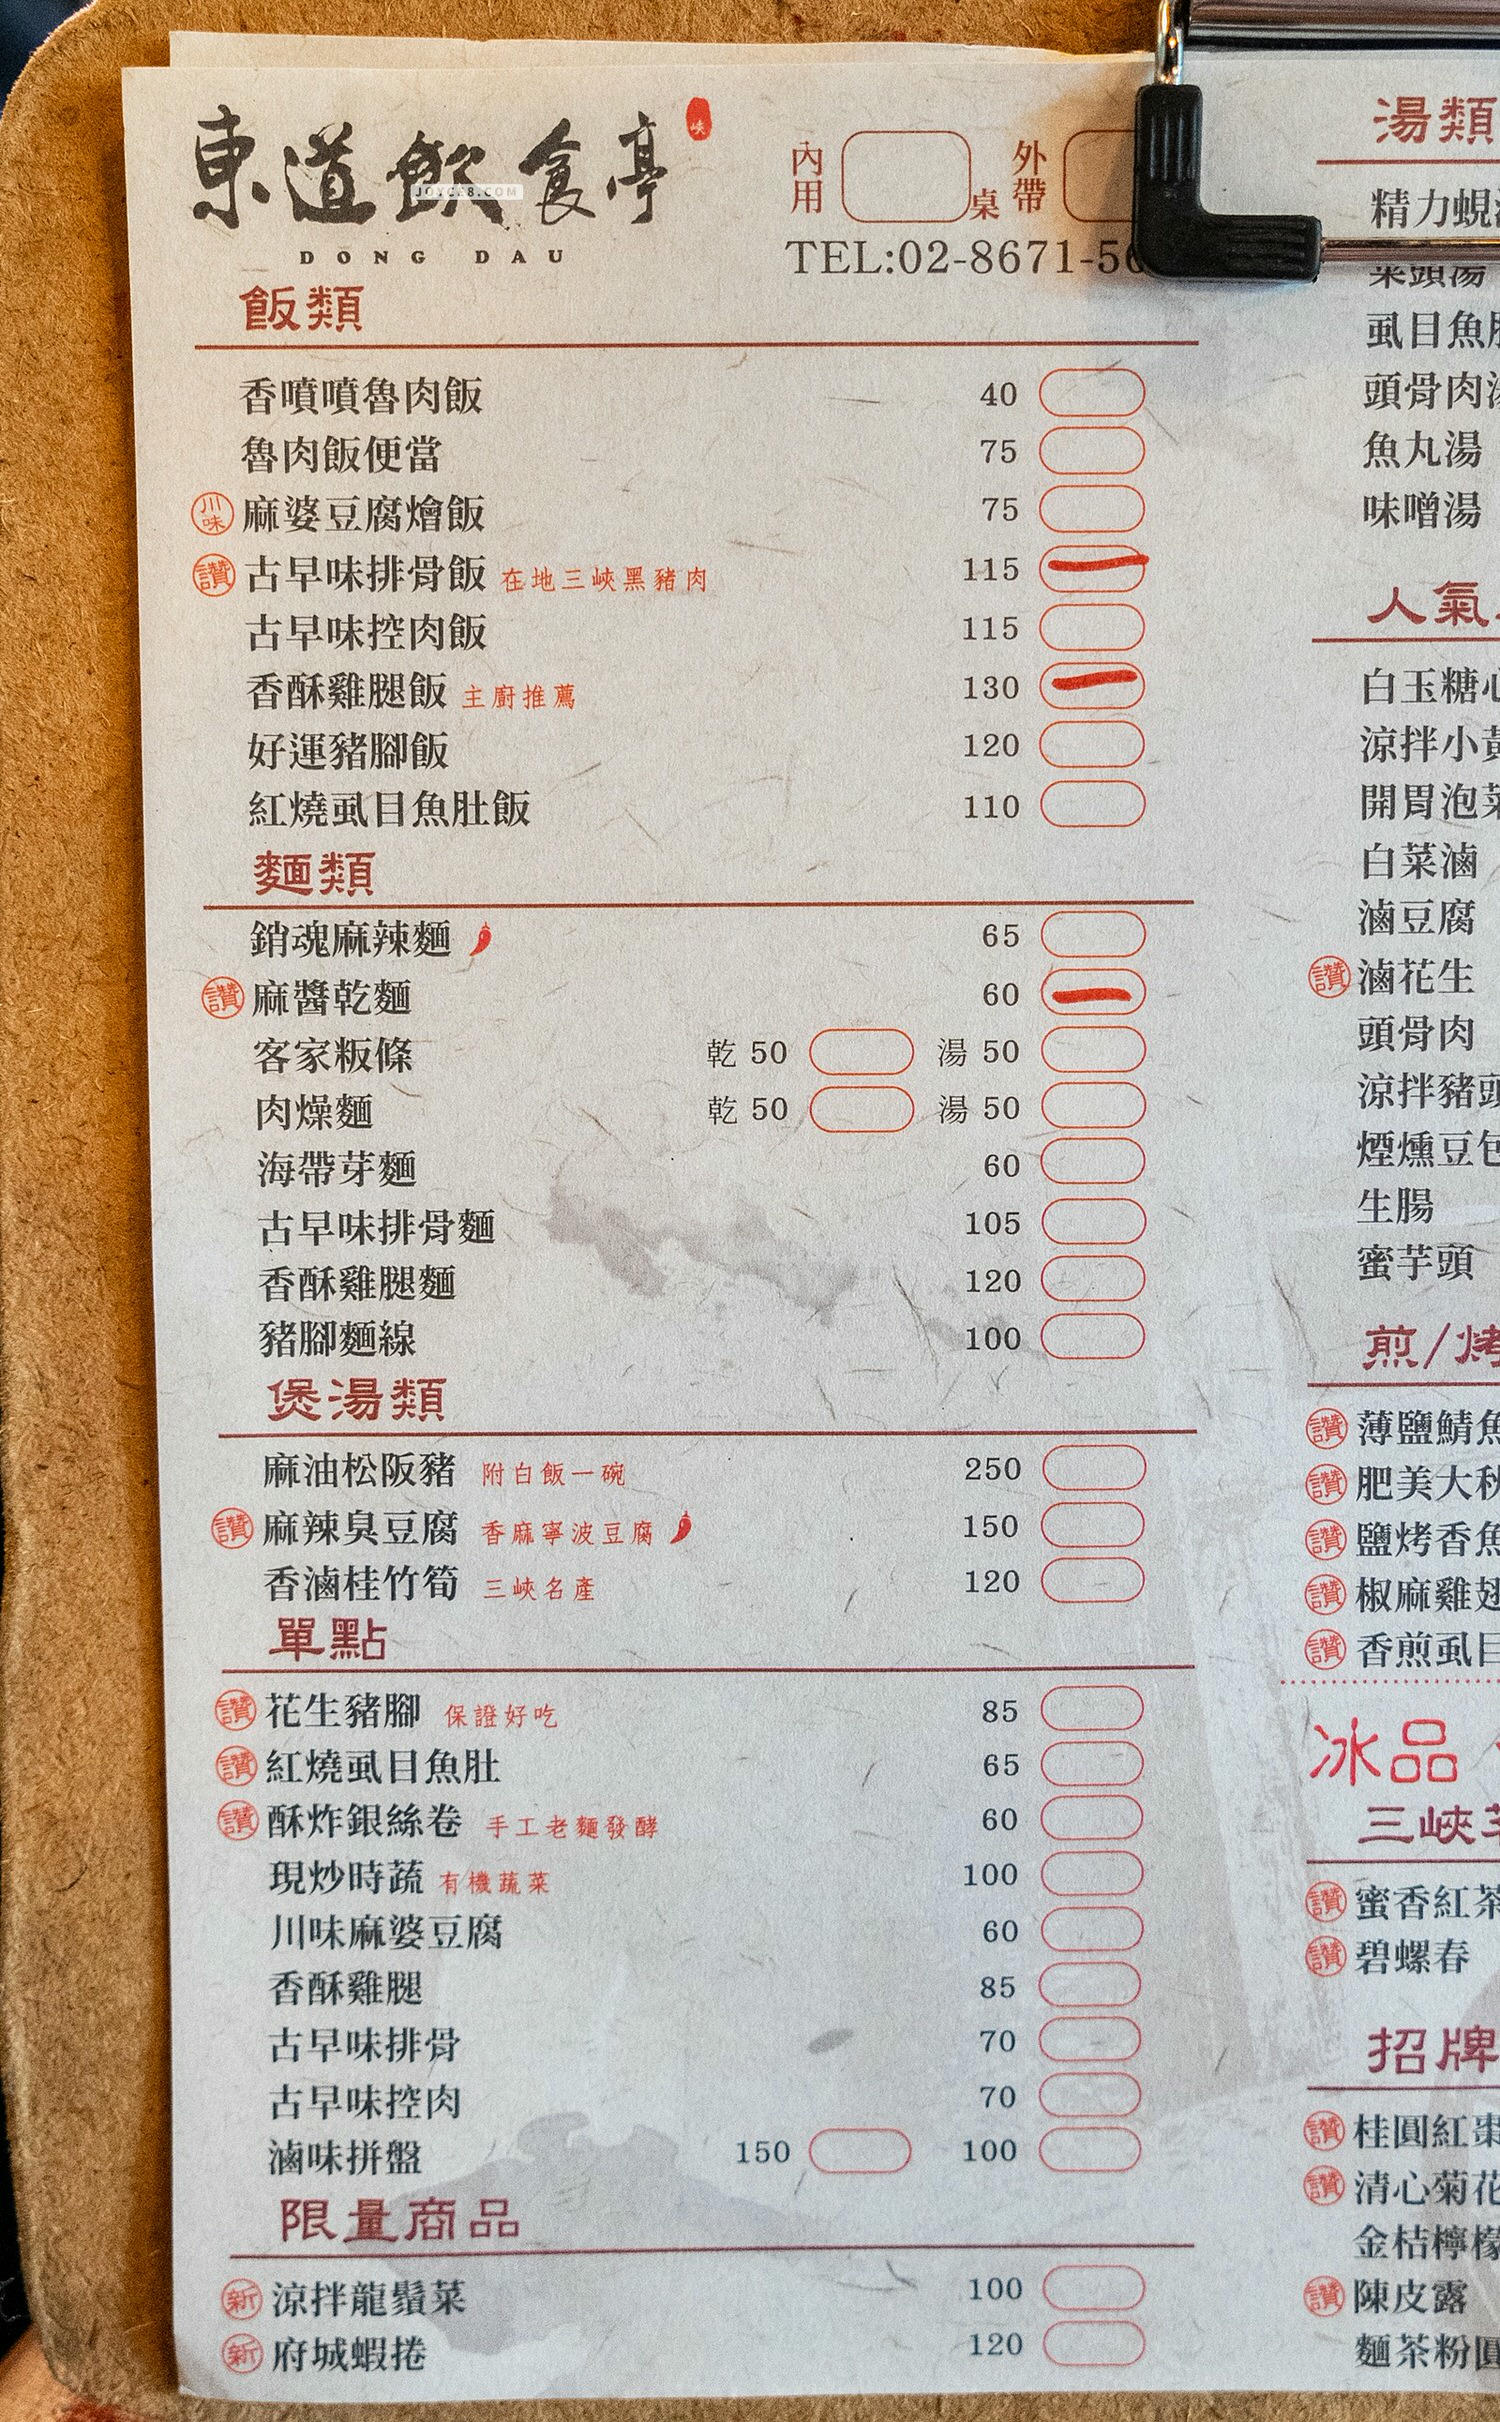 東道飲食亭
峽
JOYCE8.COM
DONG DAU
內用 桌 外帶
TEL:02-8671-56
飯類
香噴噴魯肉飯 40
魯肉飯便當 75
川味 麻婆豆腐燴飯 75
讚 古早味排骨飯 在地三峽黑豬肉 115
古早味控肉飯 115
香酥雞腿飯 主廚推薦 130
好運豬腳飯 120
紅燒虱目魚肚飯 110
麵類
銷魂麻辣麵 65
讚 麻醬乾麵 60
客家粄條 乾 50 湯 50
肉燥麵 乾 50 湯 50
海帶芽麵 60
古早味排骨麵 105
香酥雞腿麵 120
豬腳麵線 100
煲湯類
麻油松阪豬 附白飯一碗 250
讚 麻辣臭豆腐 香麻寧波豆腐 150
香滷桂竹筍 三峽名產 120
單點
讚 花生豬腳 保證好吃 85
讚 紅燒虱目魚肚 65
讚 酥炸銀絲卷 手工老麵發酵 60
現炒時蔬 有機蔬菜 100
川味麻婆豆腐 60
香酥雞腿 85
古早味排骨 70
古早味控肉 70
滷味拼盤 150 100
限量商品
新 涼拌龍鬚菜 100
新 府城蝦捲 120
湯類
精力蜆
菜頭湯
虱目魚
頭骨肉
魚丸湯
味噌湯
人氣
白玉糖心
涼拌小黃
開胃泡菜
白菜滷
滷豆腐
讚 滷花生
頭骨肉
涼拌豬頭
煙燻豆包
生腸
蜜芋頭
煎/烤
讚 薄鹽鯖魚
讚 肥美大秋
讚 鹽烤香魚
讚 椒麻雞翅
讚 香煎虱目
冰品
三峽
讚 蜜香紅茶
讚 碧螺春
招牌
讚 桂圓紅棗
讚 清心菊花
金桔檸檬
讚 陳皮露
麵茶粉圓